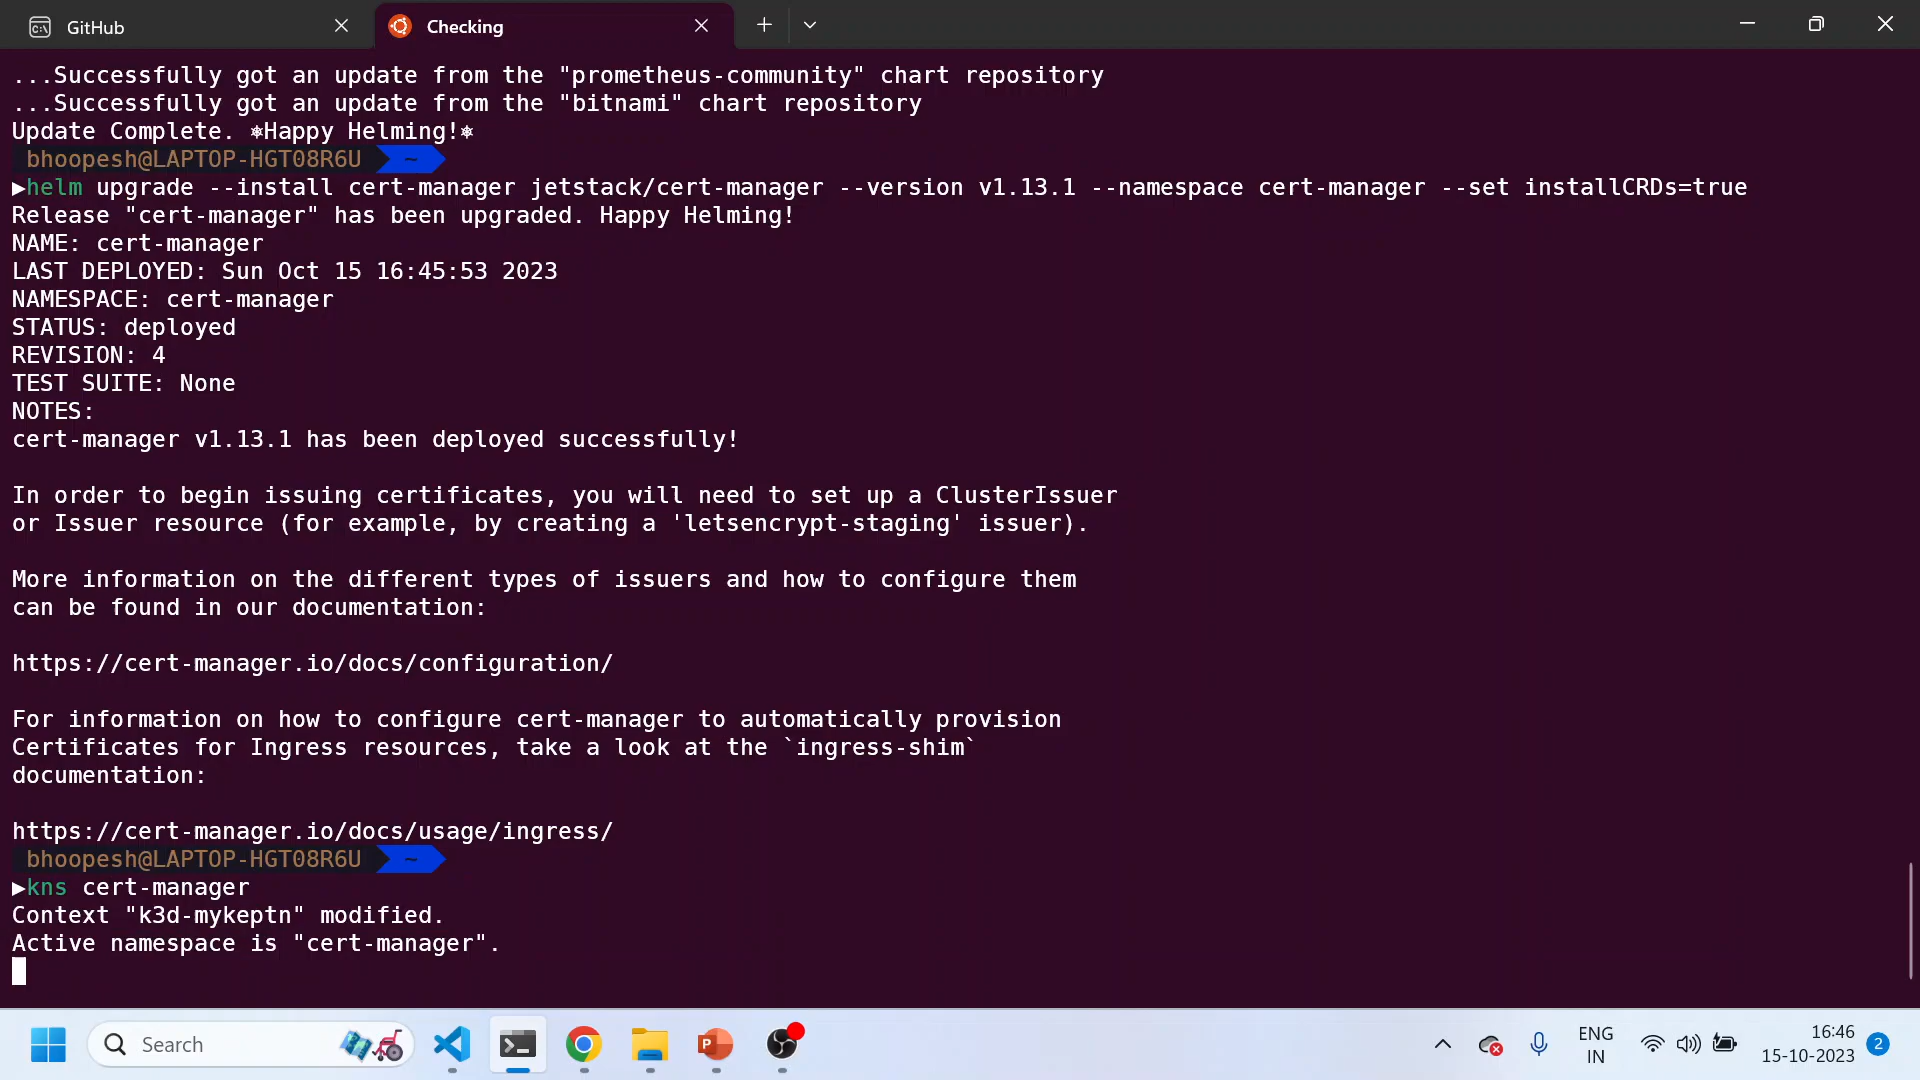 GitHub
Checking
...Successfully got an update from the "prometheus-community" chart repository
...Successfully got an update from the "bitnami" chart repository
Update Complete. ⎈Happy Helming!⎈
bhoopesh@LAPTOP-HGT08R6U ~
▶helm upgrade --install cert-manager jetstack/cert-manager --version v1.13.1 --namespace cert-manager --set installCRDs=true
Release "cert-manager" has been upgraded. Happy Helming!
NAME: cert-manager
LAST DEPLOYED: Sun Oct 15 16:45:53 2023
NAMESPACE: cert-manager
STATUS: deployed
REVISION: 4
TEST SUITE: None
NOTES:
cert-manager v1.13.1 has been deployed successfully!
In order to begin issuing certificates, you will need to set up a ClusterIssuer
or Issuer resource (for example, by creating a 'letsencrypt-staging' issuer).
More information on the different types of issuers and how to configure them
can be found in our documentation:
https://cert-manager.io/docs/configuration/
For information on how to configure cert-manager to automatically provision
Certificates for Ingress resources, take a look at the `ingress-shim`
documentation:
https://cert-manager.io/docs/usage/ingress/
bhoopesh@LAPTOP-HGT08R6U ~
▶kns cert-manager
Context "k3d-mykeptn" modified.
Active namespace is "cert-manager".
Search
ENG
IN
16:46
15-10-2023
2